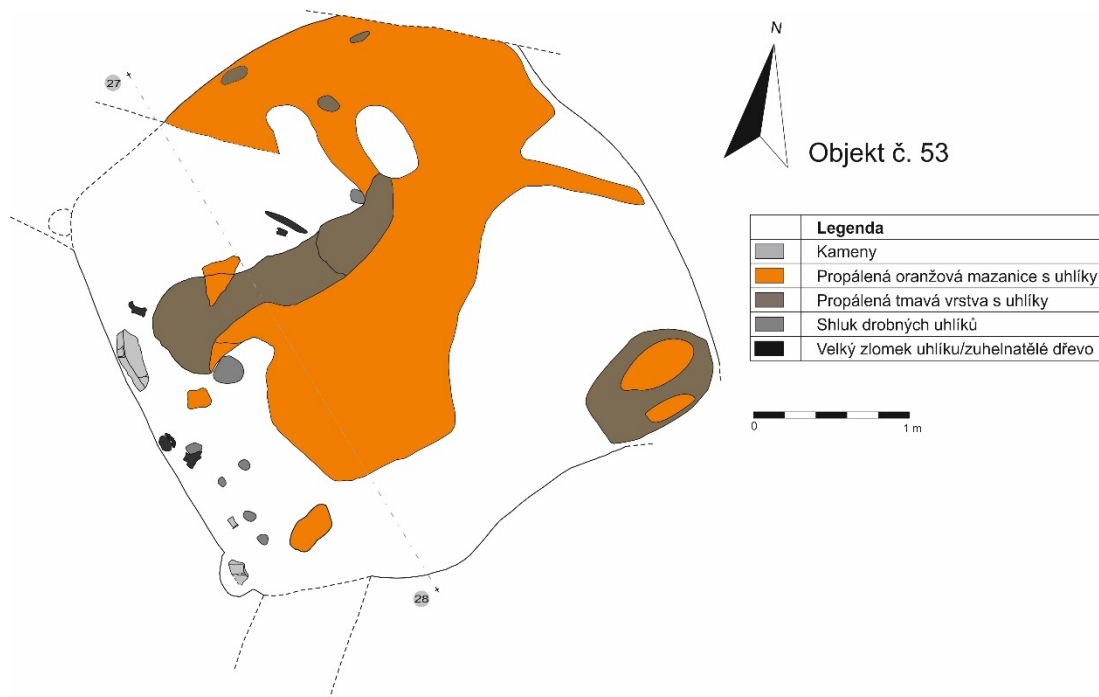 N
27
Objekt č. 53
Legenda
Kameny
Propálená oranžová mazanice s uhlíky
Propálená tmavá vrstva s uhlíky
Shluk drobných uhlíků
Velký zlomek uhlíku/zuhelnatělé dřevo
0 1 m
28